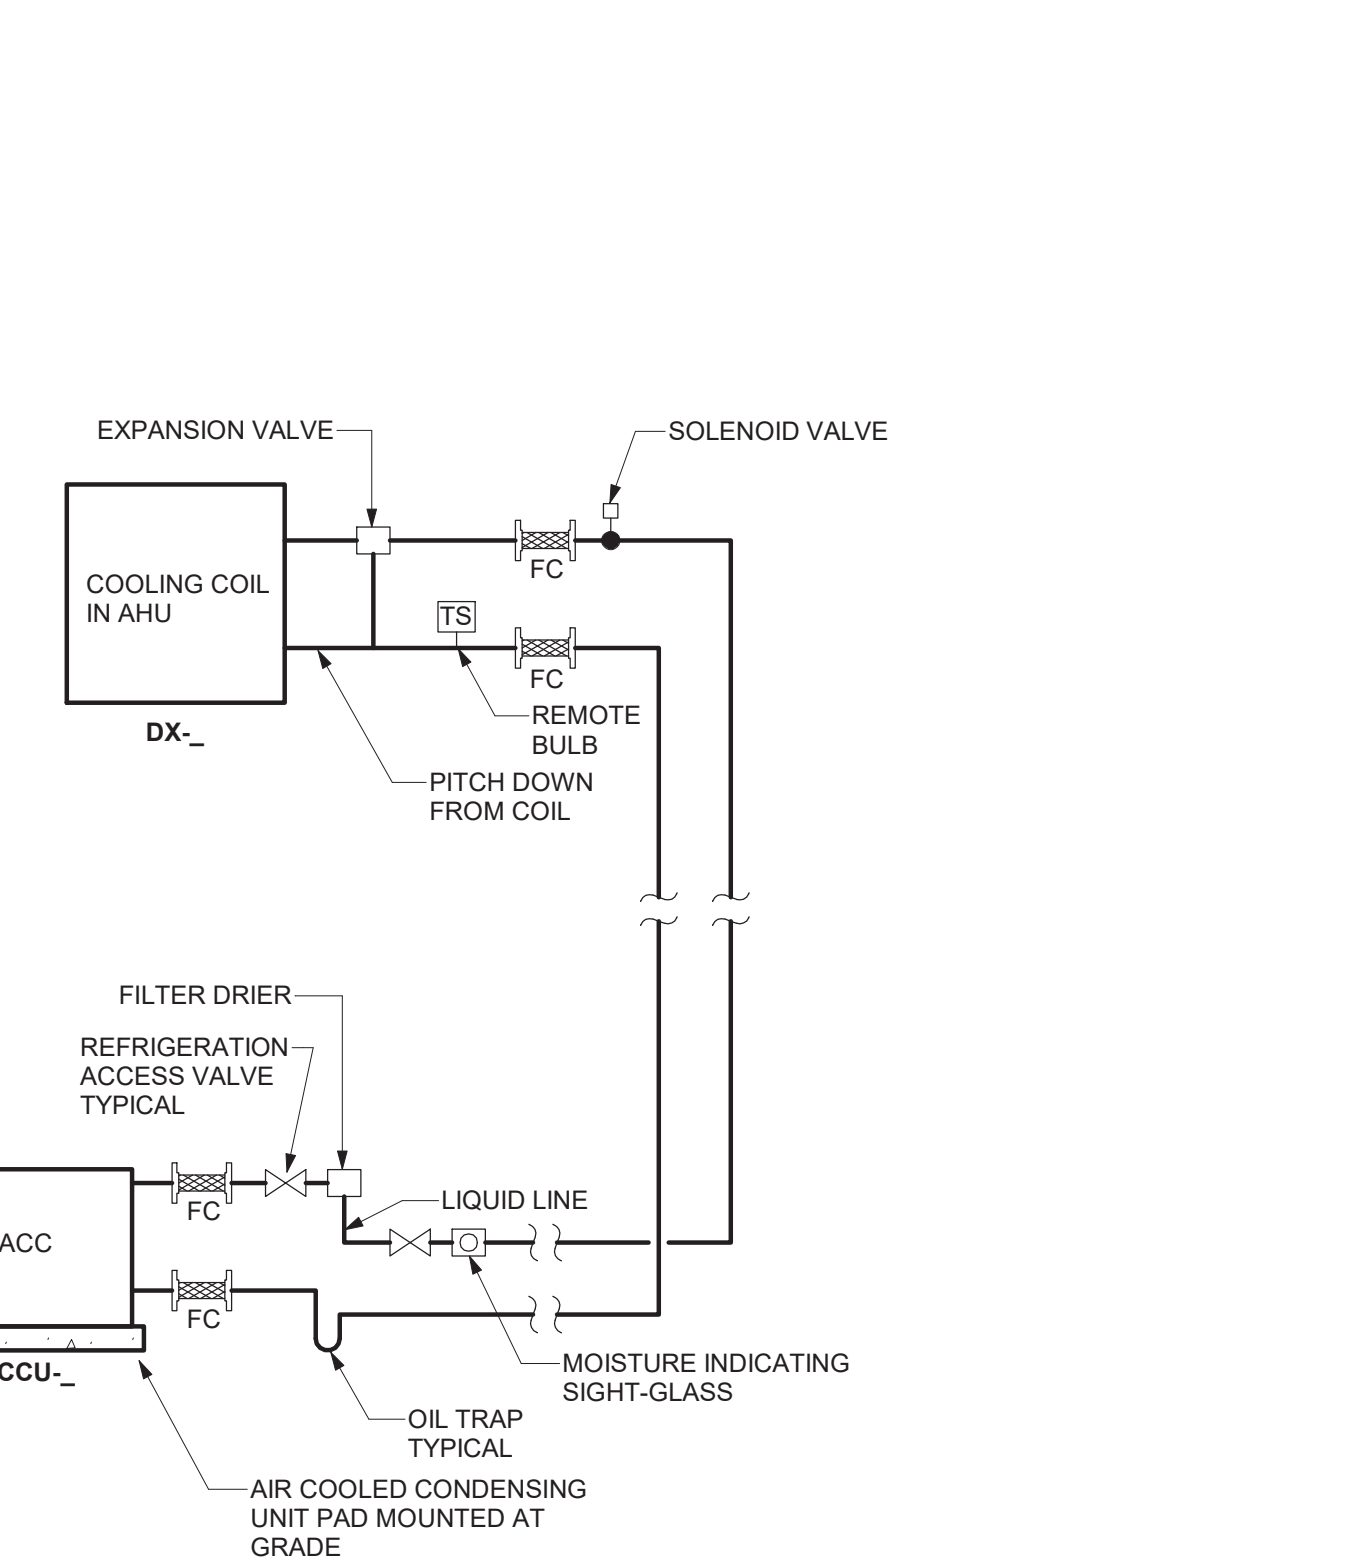 EXPANSION VALVE
SOLENOID VALVE
FC
COOLING COIL
IN AHU
TS
FC
REMOTE
BULB
DX-_
PITCH DOWN
FROM COIL
FILTER DRIER
REFRIGERATION
ACCESS VALVE
TYPICAL
LIQUID LINE
FC
ACC
FC
MOISTURE INDICATING
SIGHT-GLASS
CCU-_
OIL TRAP
TYPICAL
AIR COOLED CONDENSING
UNIT PAD MOUNTED AT
GRADE